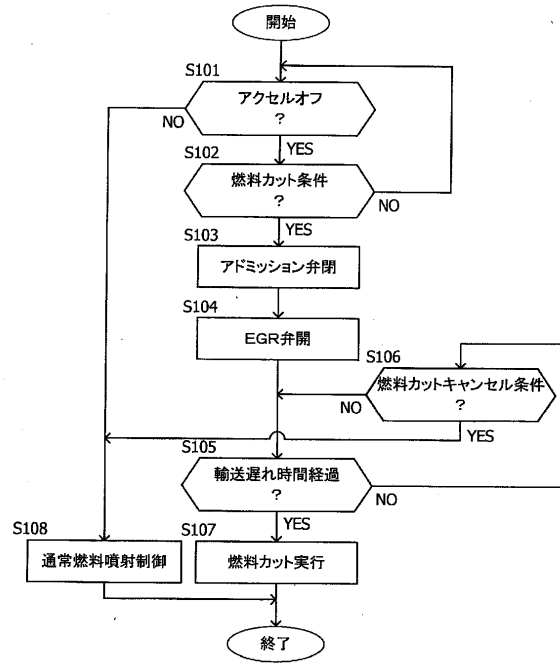 開始
S101
アクセルオフ
?
NO
YES
S102
燃料カット条件
?
NO
YES
S103
アドミッション弁閉
S104
EGR弁開
S106
燃料カットキャンセル条件
?
NO
YES
S105
輸送遅れ時間経過
?
NO
YES
S108
通常燃料噴射制御
S107
燃料カット実行
終了